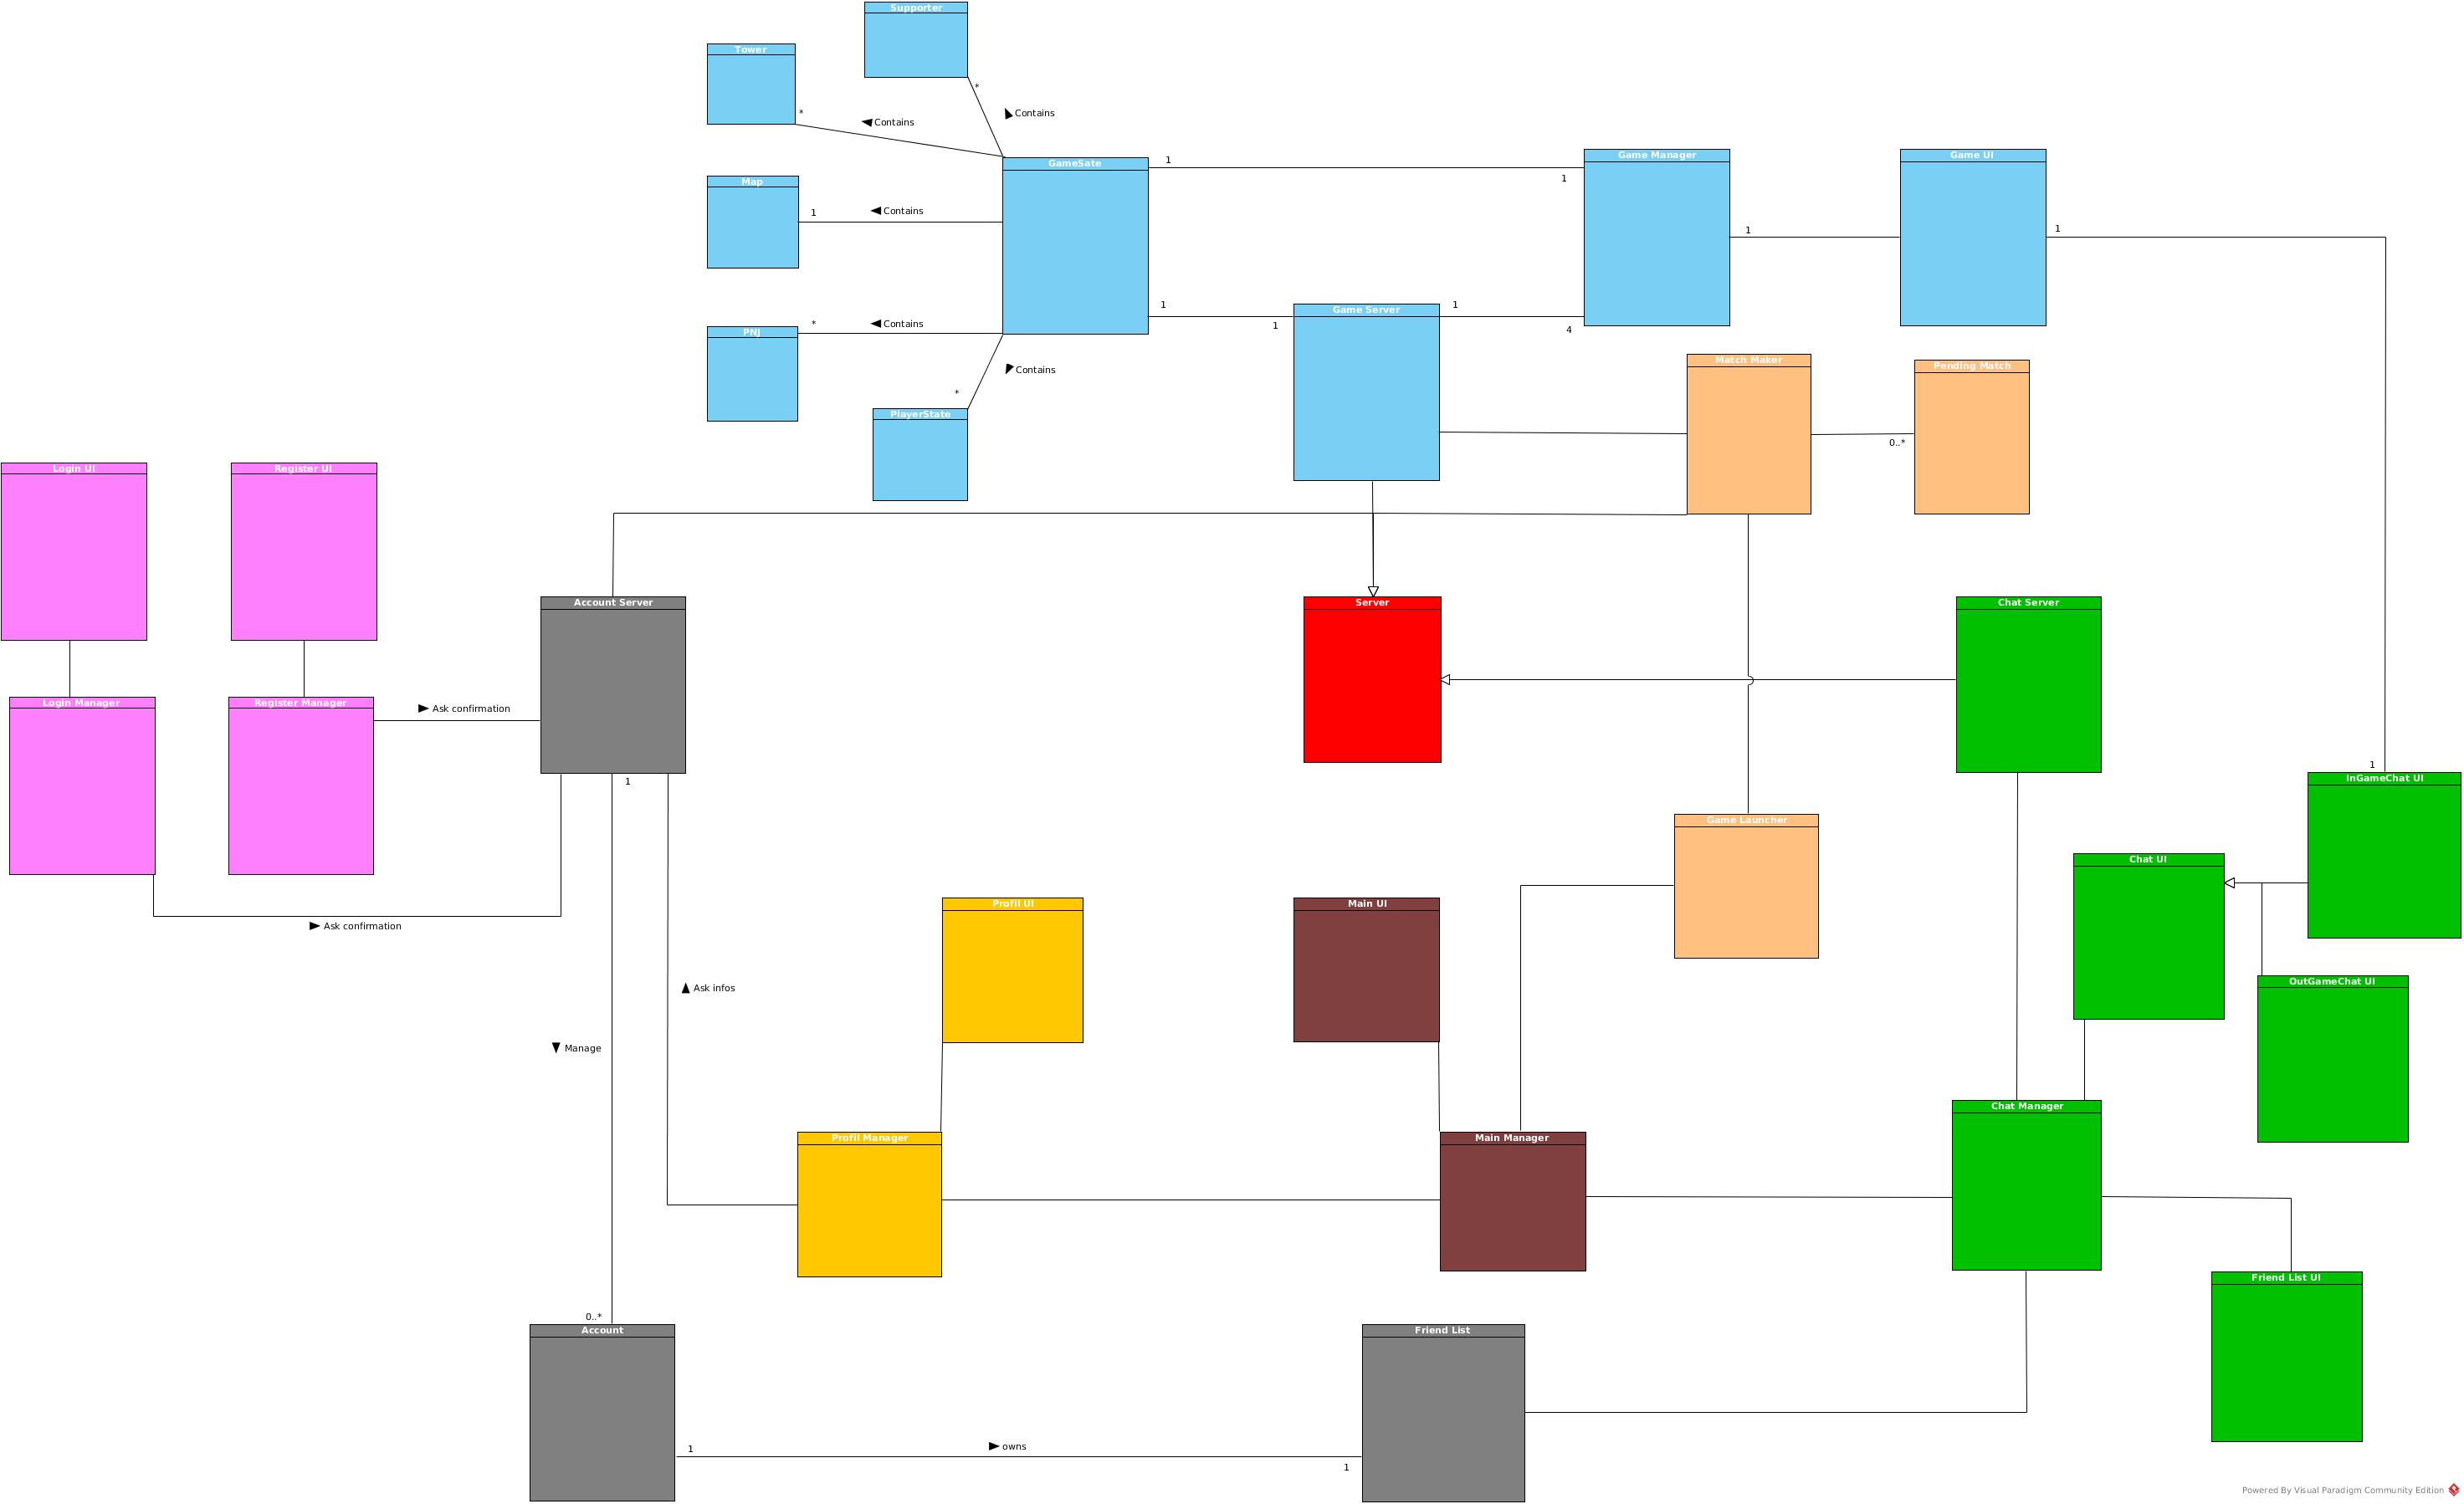 Supporter
Tower
*
*
Contains
Contains
GameSate
1
Game Manager
Game UI
Map
1
1
Contains
1
1
PNJ
*
Contains
1
1
Game Server
1
4
Contains
*
PlayerState
Match Maker
Pending Match
0..*
Login UI
Register UI
Account Server
Server
Chat Server
Login Manager
Register Manager
Ask confirmation
1
1
InGameChat UI
Game Launcher
Chat UI
Ask confirmation
Profil UI
Main UI
OutGameChat UI
Ask infos
Manage
Chat Manager
Profil Manager
Main Manager
Friend List UI
0..*
Account
Friend List
1
owns
1
Powered By Visual Paradigm Community Edition